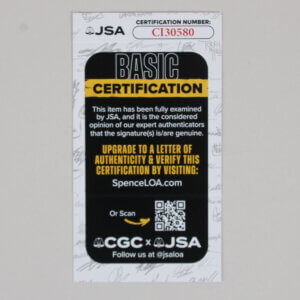 JSA
CERTIFICATION NUMBER:
CI30580
BASIC
CERTIFICATION
This item has been fully examined
by JSA, and it is the considered
opinion of our expert authenticators
that the signature(s) is/are genuine.
UPGRADE TO A LETTER OF
AUTHENTICITY & VERIFY THIS
CERTIFICATION BY VISITING:
SpenceLOA.com
Or Scan
CGC x JSA
Follow us at @jsaloa